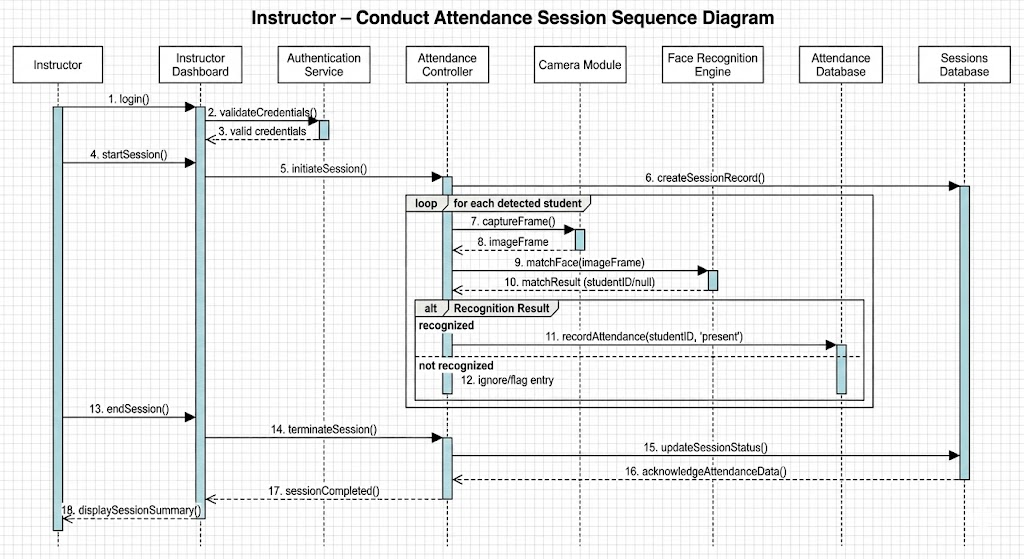 Instructor – Conduct Attendance Session Sequence Diagram
Instructor
Instructor
Dashboard
Authentication
Service
Attendance
Controller
Camera Module
Face Recognition
Engine
Attendance
Database
Sessions
Database
1. login()
2. validateCredentials()
3. valid credentials
4. startSession()
5. initiateSession()
6. createSessionRecord()
loop for each detected student
7. captureFrame()
8. imageFrame
9. matchFace(imageFrame)
10. matchResult (studentID/null)
alt Recognition Result
recognized
11. recordAttendance(studentID, 'present')
not recognized
12. ignore/flag entry
13. endSession()
14. terminateSession()
15. updateSessionStatus()
16. acknowledgeAttendanceData()
17. sessionCompleted()
18. displaySessionSummary()